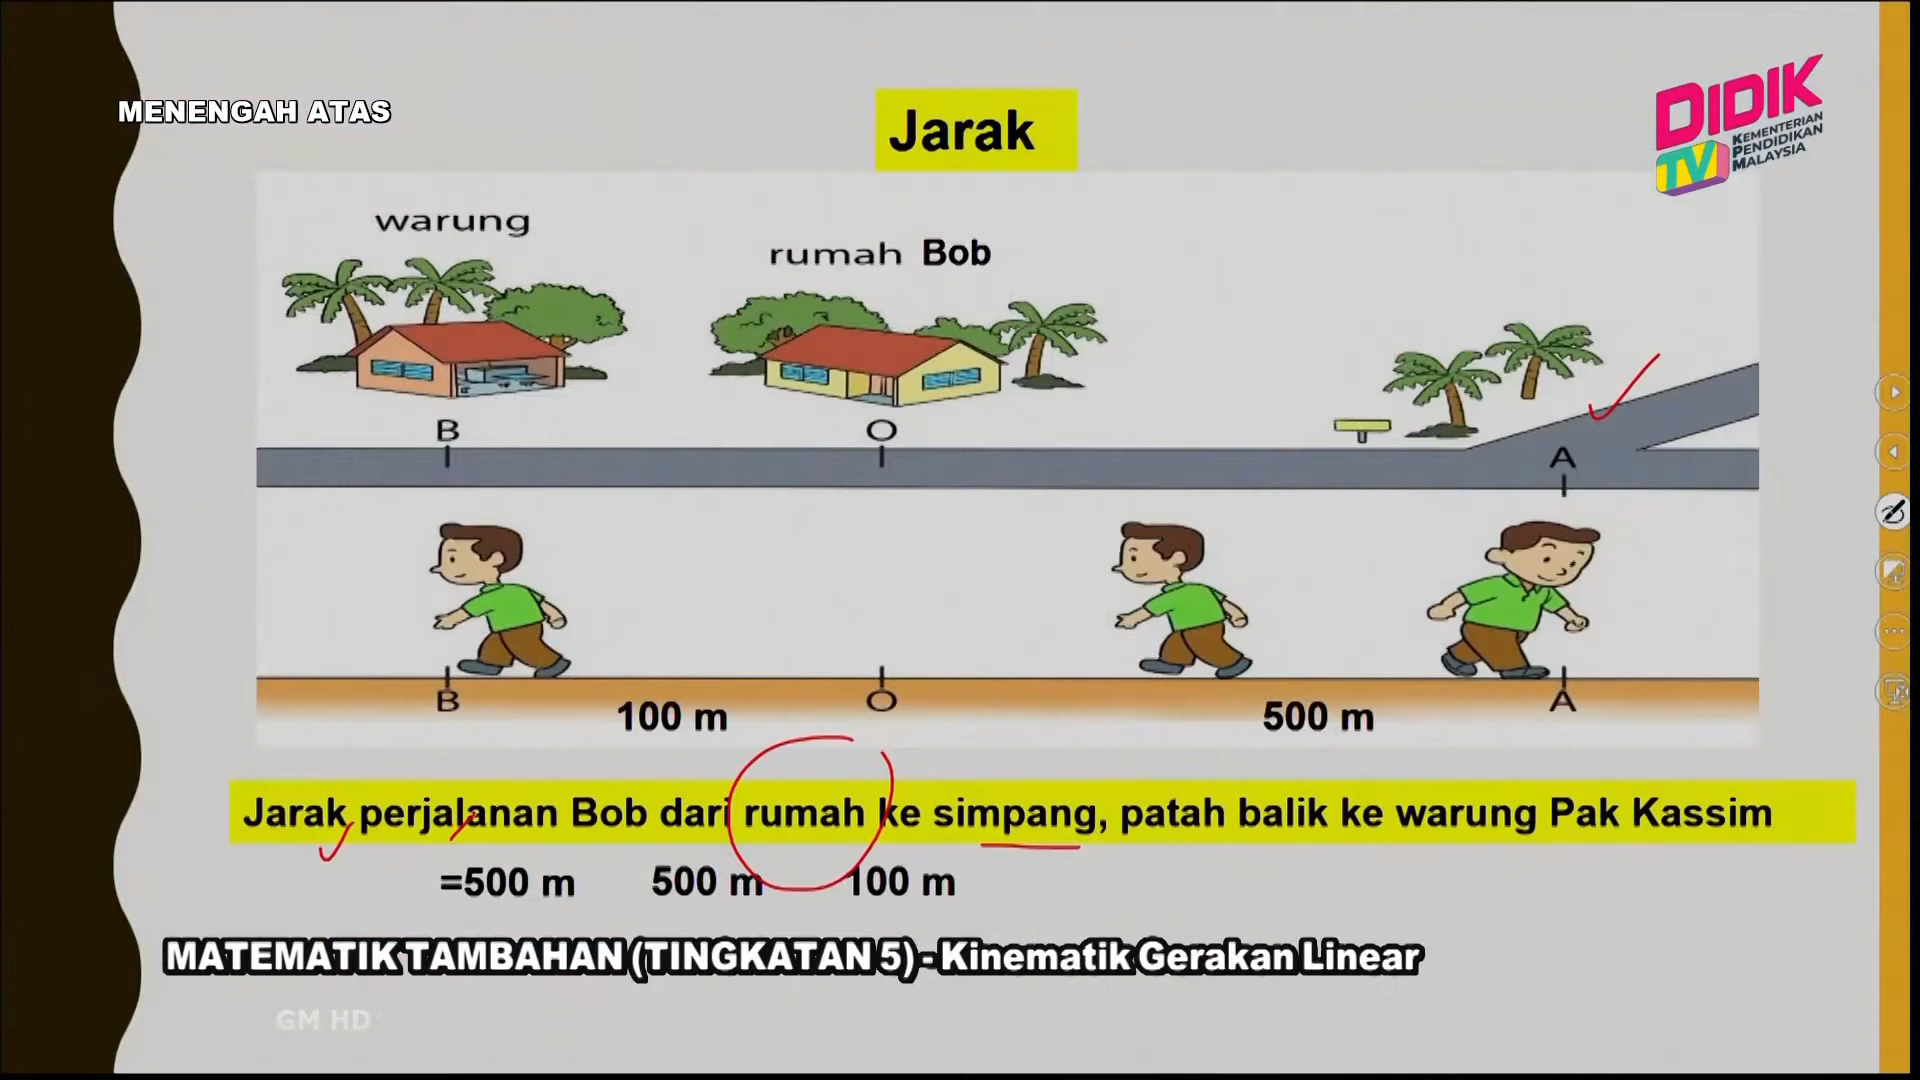 MENENGAH ATAS
Jarak
DIDIK
TV
KEMENTERIAN
PENDIDIKAN
MALAYSIA
warung
rumah Bob
B
O
A
B
O
A
100 m
500 m
Jarak perjalanan Bob dari rumah ke simpang, patah balik ke warung Pak Kassim
=500 m 500 m 100 m
MATEMATIK TAMBAHAN (TINGKATAN 5) - Kinematik Gerakan Linear
GM HD